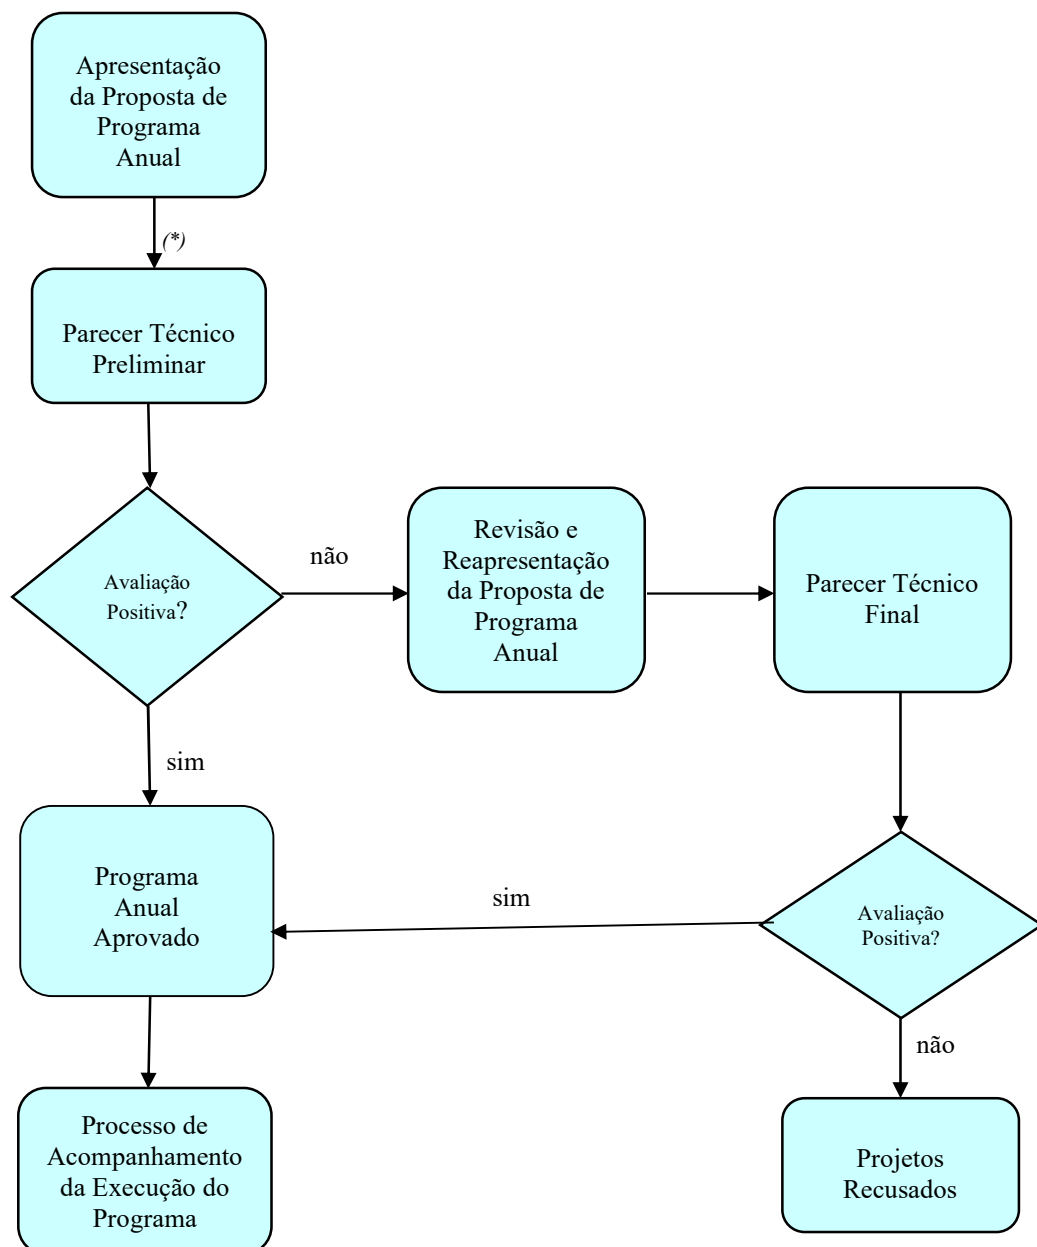 Apresentação
da Proposta de
Programa
Anual
(*)
Parecer Técnico
Preliminar
Avaliação
Positiva?
não
Revisão e
Reapresentação
da Proposta de
Programa
Anual
Parecer Técnico
Final
sim
Programa
Anual
Aprovado
sim
Avaliação
Positiva?
não
Processo de
Acompanhamento
da Execução do
Programa
Projetos
Recusados